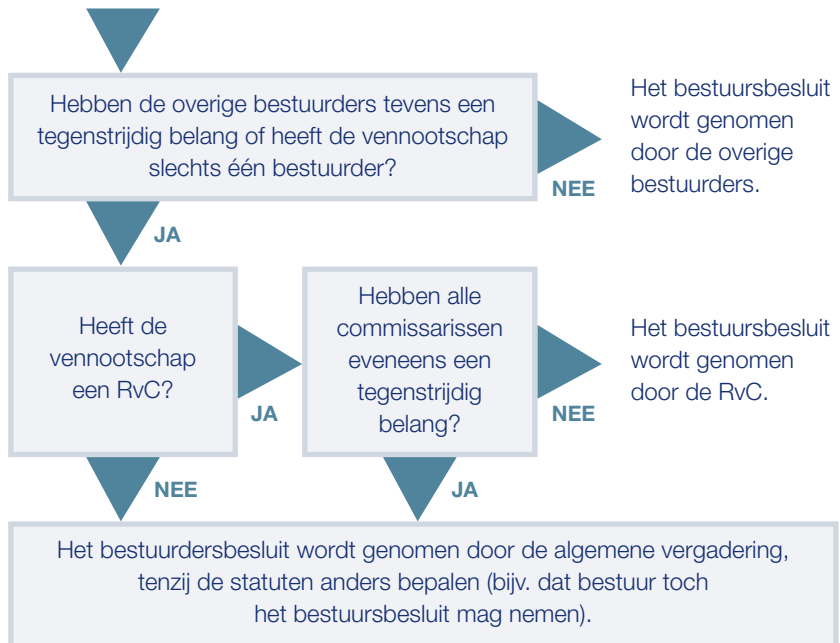 Hebben de overige bestuurders tevens een
tegenstrijdig belang of heeft de vennootschap
slechts één bestuurder?
NEE
Het bestuursbesluit
wordt genomen
door de overige
bestuurders.
JA
Heeft de
vennootschap
een RvC?
JA
Hebben alle
commissarissen
eveneens een
tegenstrijdig
belang?
NEE
Het bestuursbesluit
wordt genomen
door de RvC.
NEE
JA
Het bestuurdersbesluit wordt genomen door de algemene vergadering,
tenzij de statuten anders bepalen (bijv. dat bestuur toch
het bestuursbesluit mag nemen).